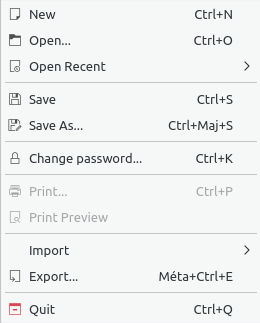 New Ctrl+N
Open... Ctrl+O
Open Recent
Save Ctrl+S
Save As... Ctrl+Maj+S
Change password... Ctrl+K
Print... Ctrl+P
Print Preview
Import
Export... Méta+Ctrl+E
Quit Ctrl+Q